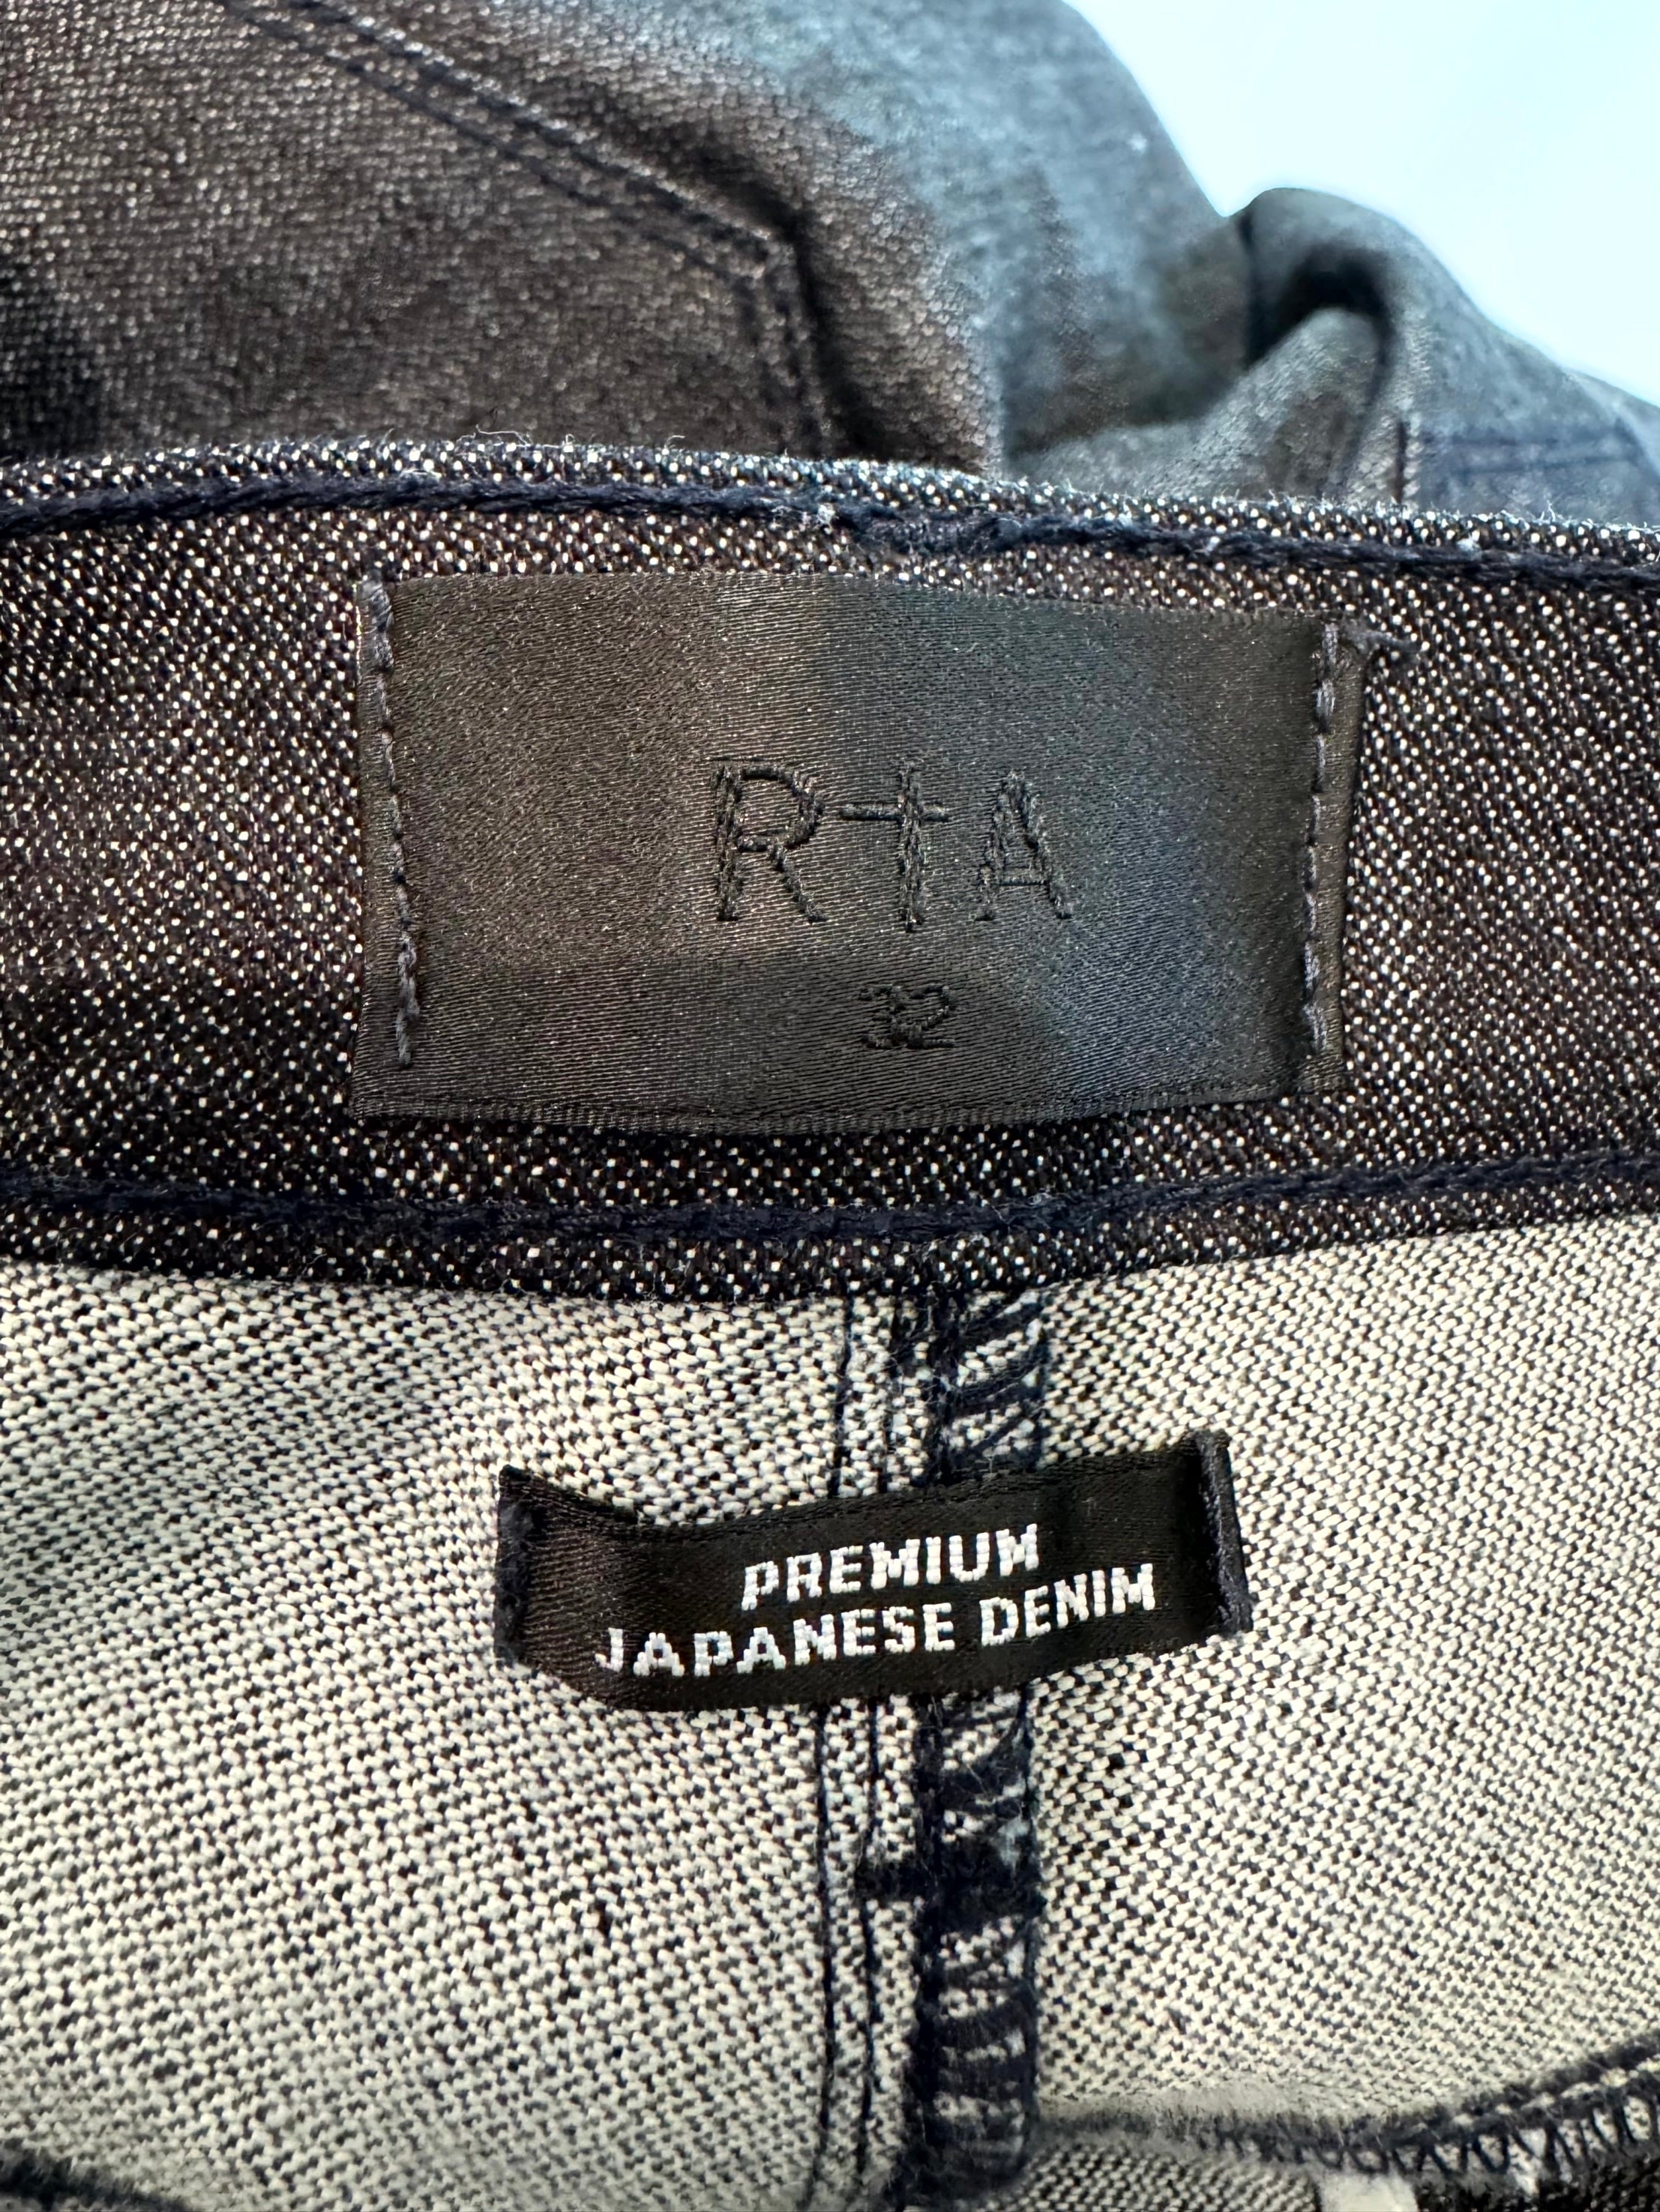 R†A
32
PREMIUM
JAPANESE DENIM